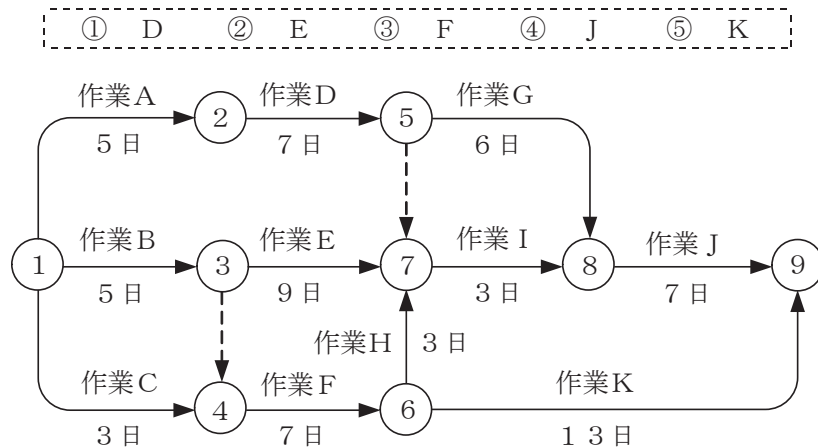 ① D ② E ③ F ④ J ⑤ K
作業A 作業D 作業G
2 5
5日 7日 6日
作業B 作業E 作業I 作業J
1 3 7 8 9
5日 9日 3日 7日
作業H 3日
作業C 作業F 作業K
4 6
3日 7日 13日